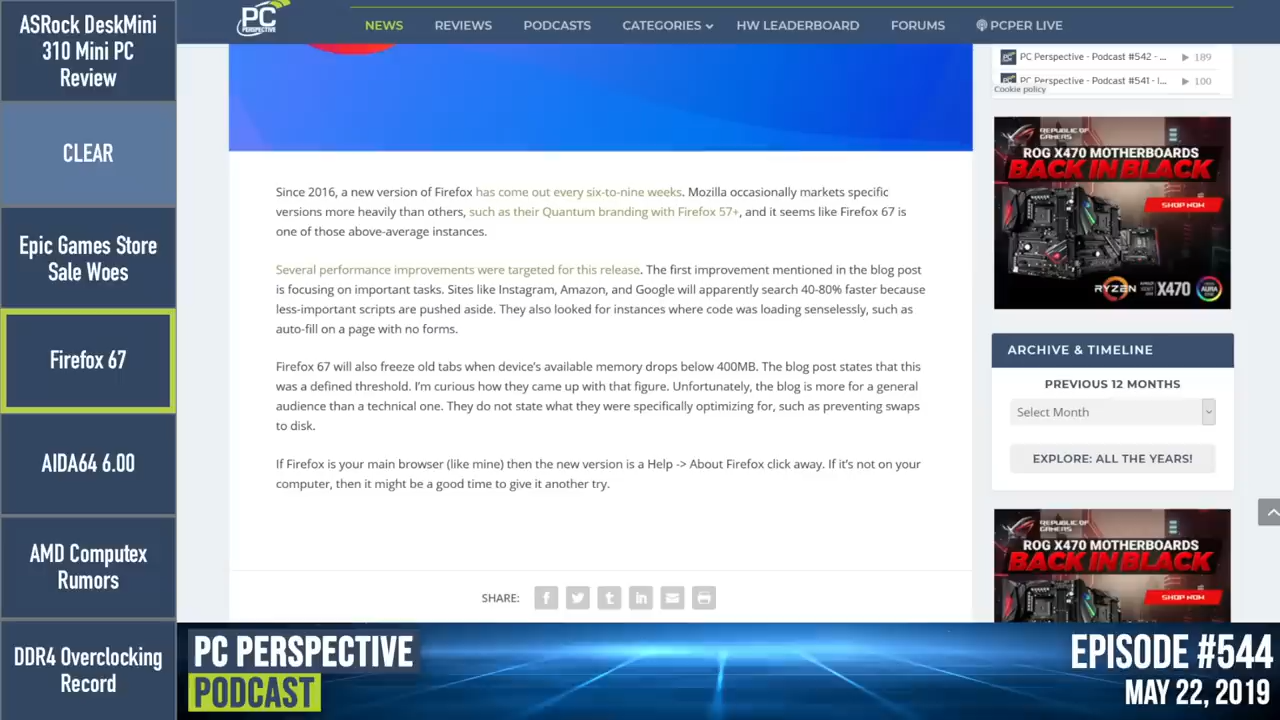 ASRock DeskMini
310 Mini PC
Review
CLEAR
Epic Games Store
Sale Woes
Firefox 67
AIDA64 6.00
AMD Computex
Rumors
DDR4 Overclocking
Record
PC
PERSPECTIVE
NEWS
REVIEWS
PODCASTS
CATEGORIES
HW LEADERBOARD
FORUMS
PCPER LIVE
Since 2016, a new version of Firefox has come out every six-to-nine weeks. Mozilla occasionally markets specific
versions more heavily than others, such as their Quantum branding with Firefox 57+, and it seems like Firefox 67 is
one of those above-average instances.
Several performance improvements were targeted for this release. The first improvement mentioned in the blog post
is focusing on important tasks. Sites like Instagram, Amazon, and Google will apparently search 40-80% faster because
less-important scripts are pushed aside. They also looked for instances where code was loading senselessly, such as
auto-fill on a page with no forms.
Firefox 67 will also freeze old tabs when device's available memory drops below 400MB. The blog post states that this
was a defined threshold. I'm curious how they came up with that figure. Unfortunately, the blog is more for a general
audience than a technical one. They do not state what they were specifically optimizing for, such as preventing swaps
to disk.
If Firefox is your main browser (like mine) then the new version is a Help -> About Firefox click away. If it's not on your
computer, then it might be a good time to give it another try.
SHARE:
PC Perspective - Podcast #542 - ...
189
PC Perspective - Podcast #541 - I...
100
Cookie policy
REPUBLIC OF
GAMERS
ROG X470 MOTHERBOARDS
BACK IN BLACK
SHOP NOW
RYZEN
X470
AURA
ARCHIVE & TIMELINE
PREVIOUS 12 MONTHS
Select Month
EXPLORE: ALL THE YEARS!
REPUBLIC OF
GAMERS
ROG X470 MOTHERBOARDS
BACK IN BLACK
SHOP NOW
PC PERSPECTIVE
PODCAST
EPISODE #544
MAY 22, 2019